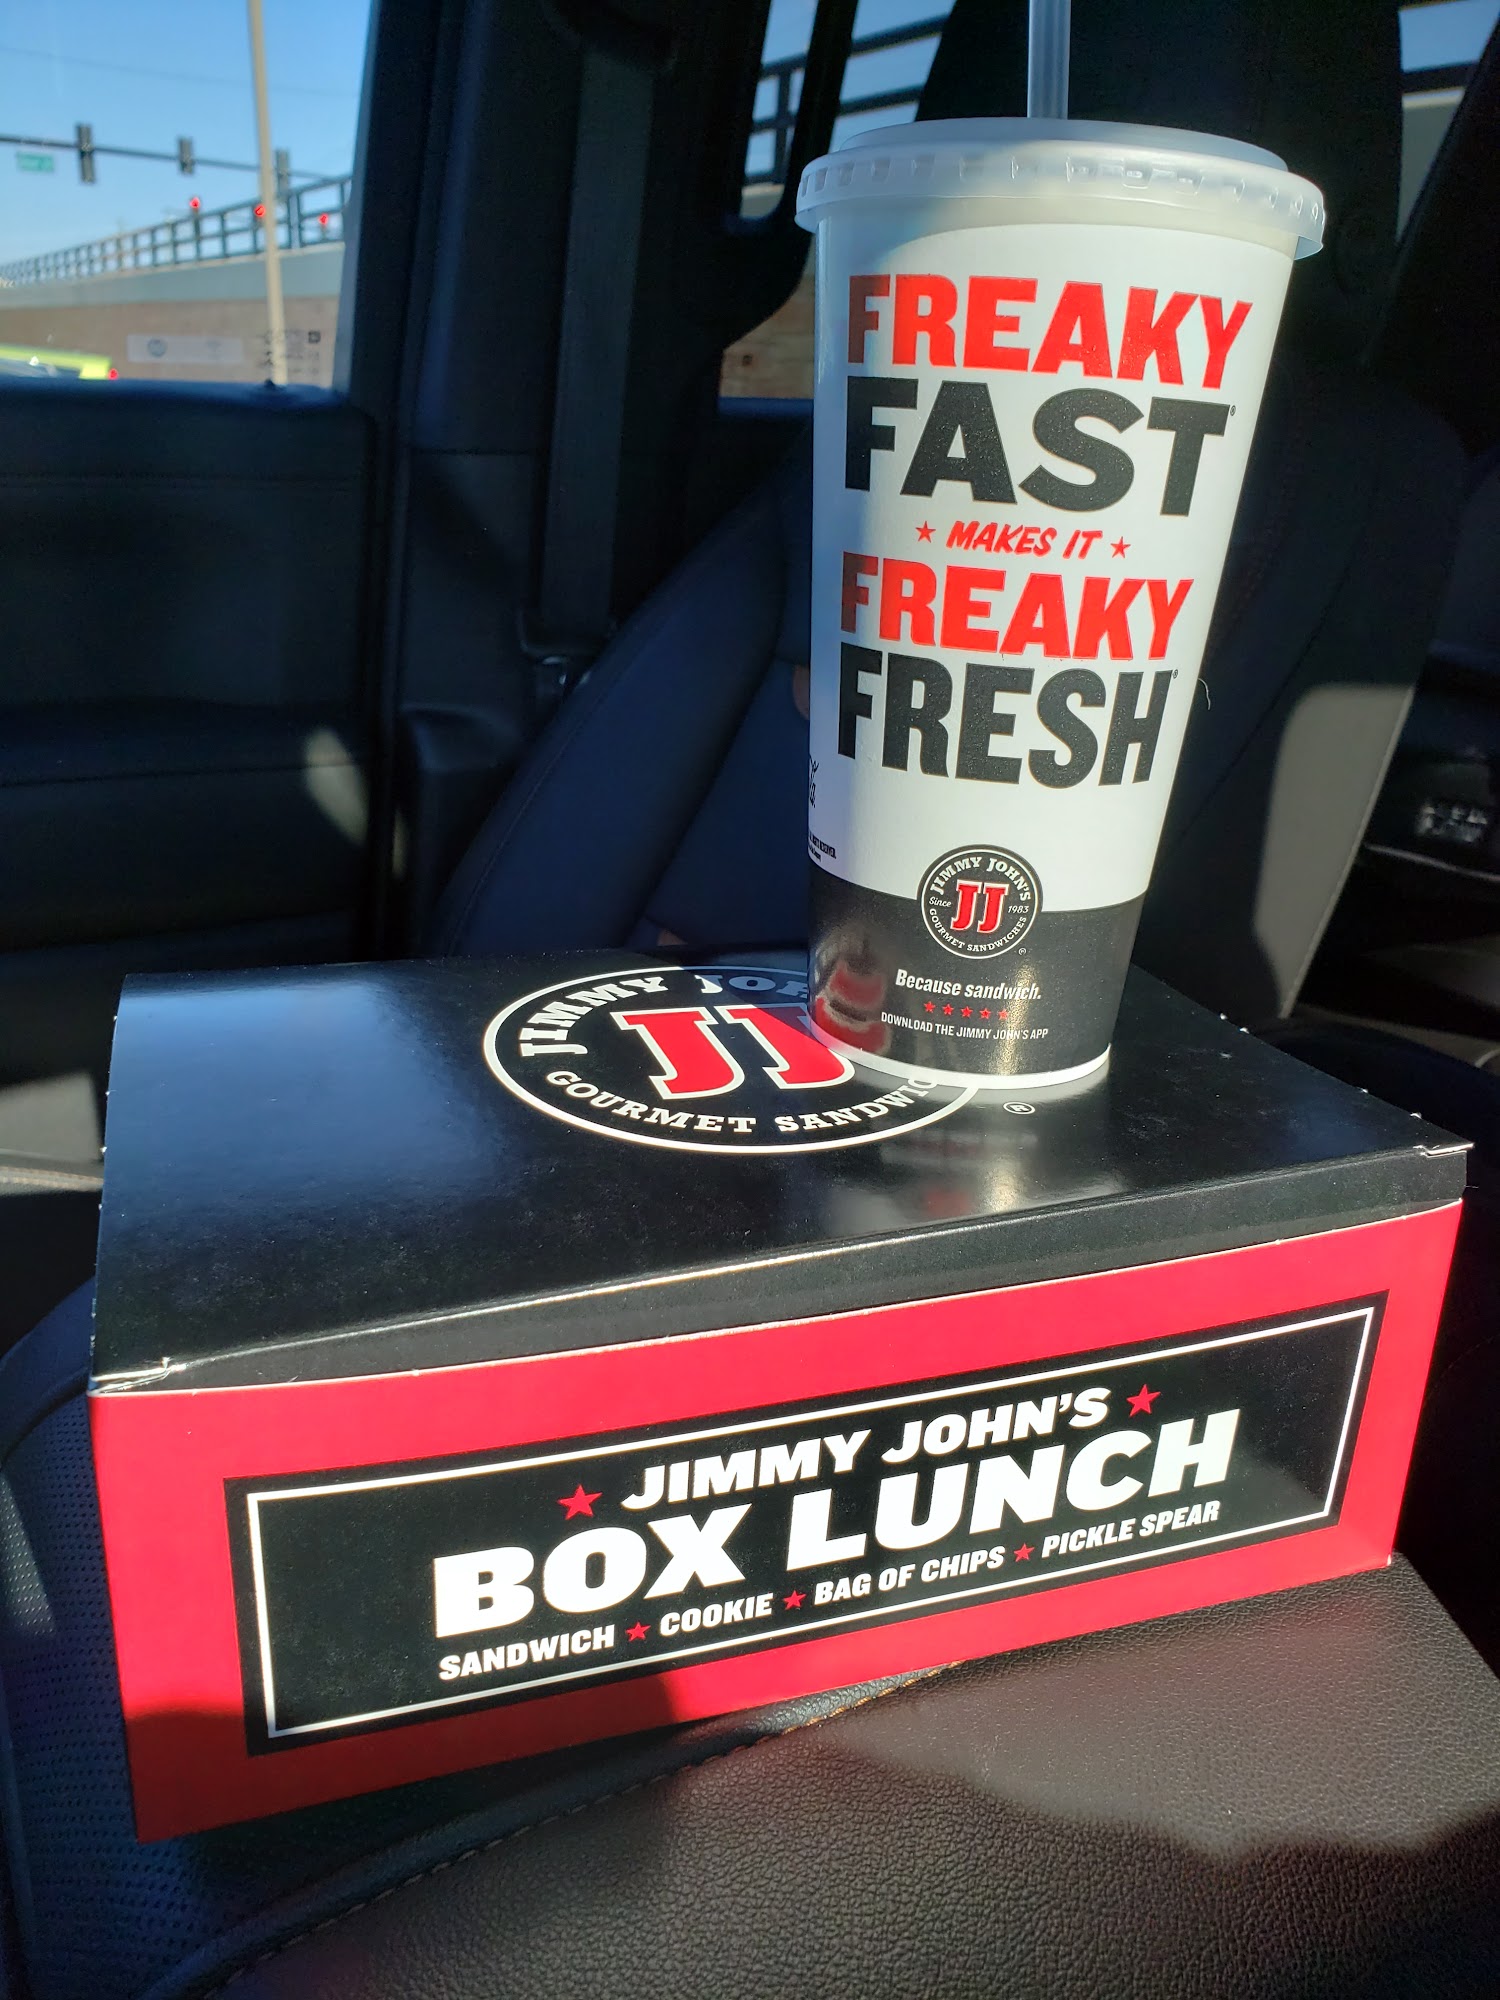 FREAKY
FAST®
★ MAKES IT ★
FREAKY
FRESH®
JIMMY JOHN'S
Since JJ 1983
GOURMET SANDWICHES
®
Because sandwich.
★★★★★
DOWNLOAD THE JIMMY JOHN'S APP
JIMMY
JJ
GOURMET
®
★ JIMMY JOHN'S ★
BOX LUNCH
SANDWICH ★ COOKIE ★ BAG OF CHIPS ★ PICKLE SPEAR